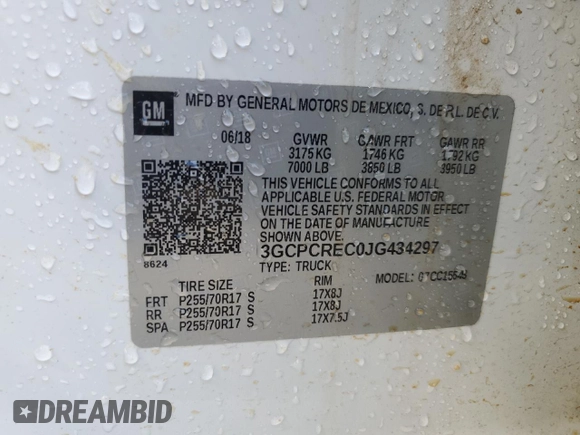 GM
MFD BY GENERAL MOTORS DE MEXICO, S. DE R.L. DE C.V.
06/18 GVWR GAWR FRT GAWR RR
3175 KG 1746 KG 1792 KG
7000 LB 3850 LB 3950 LB
THIS VEHICLE CONFORMS TO ALL
APPLICABLE U.S. FEDERAL MOTOR
VEHICLE SAFETY STANDARDS IN EFFECT
ON THE DATE OF MANUFACTURE
SHOWN ABOVE.
8624
3GCPCREC0JG434297
TYPE: TRUCK MODEL:
TIRE SIZE RIM
FRT P255/70R17 S 17X8J
RR P255/70R17 S 17X8J
SPA P255/70R17 S 17X7.5J
DREAMBID